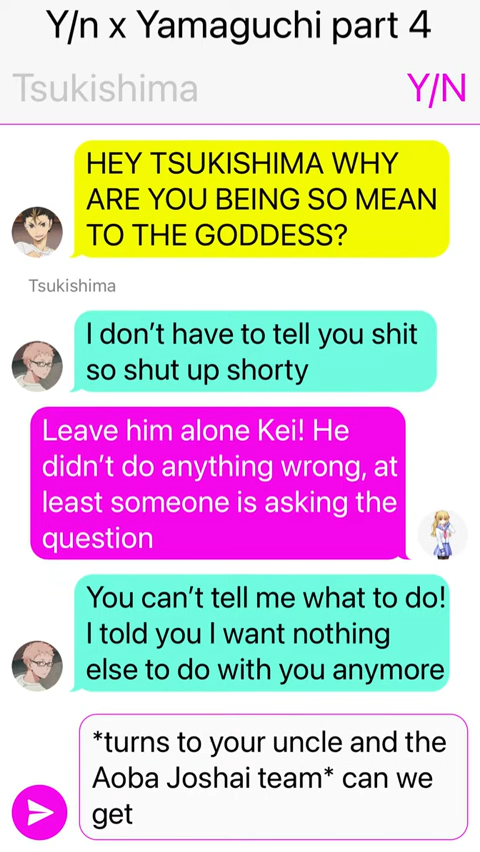 Y/n x Yamaguchi part 4
Tsukishima
Y/N
HEY TSUKISHIMA WHY
ARE YOU BEING SO MEAN
TO THE GODDESS?
Tsukishima
I don't have to tell you shit
so shut up shorty
Leave him alone Kei! He
didn't do anything wrong, at
least someone is asking the
question
You can't tell me what to do!
I told you I want nothing
else to do with you anymore
*turns to your uncle and the
Aoba Joshai team* can we
get